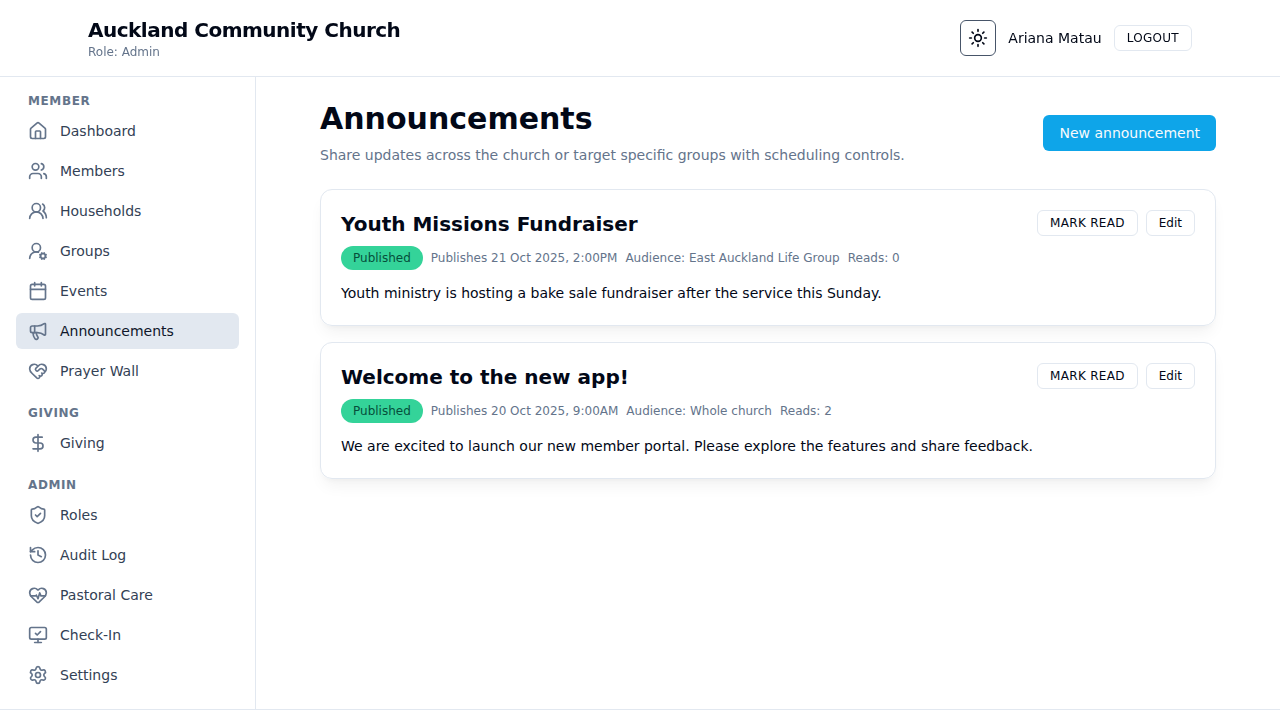 Auckland Community Church
Role: Admin
Ariana Matau
LOGOUT
MEMBER
Dashboard
Members
Households
Groups
Events
Announcements
Prayer Wall
GIVING
Giving
ADMIN
Roles
Audit Log
Pastoral Care
Check-In
Settings
Announcements
Share updates across the church or target specific groups with scheduling controls.
New announcement
Youth Missions Fundraiser
MARK READ
Edit
Published Publishes 21 Oct 2025, 2:00PM Audience: East Auckland Life Group Reads: 0
Youth ministry is hosting a bake sale fundraiser after the service this Sunday.
Welcome to the new app!
MARK READ
Edit
Published Publishes 20 Oct 2025, 9:00AM Audience: Whole church Reads: 2
We are excited to launch our new member portal. Please explore the features and share feedback.